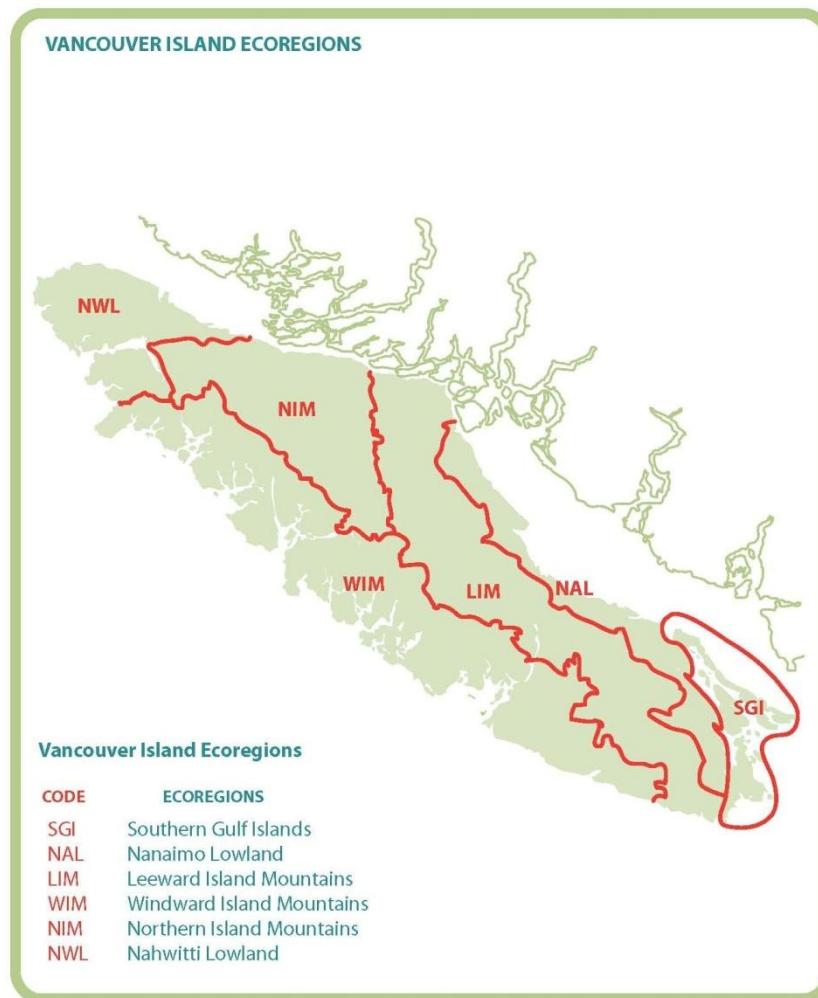 VANCOUVER ISLAND ECOREGIONS
NWL
NIM
WIM
LIM
NAL
SGI
Vancouver Island Ecoregions
CODE ECOREGIONS
SGI Southern Gulf Islands
NAL Nanaimo Lowland
LIM Leeward Island Mountains
WIM Windward Island Mountains
NIM Northern Island Mountains
NWL Nahwitti Lowland